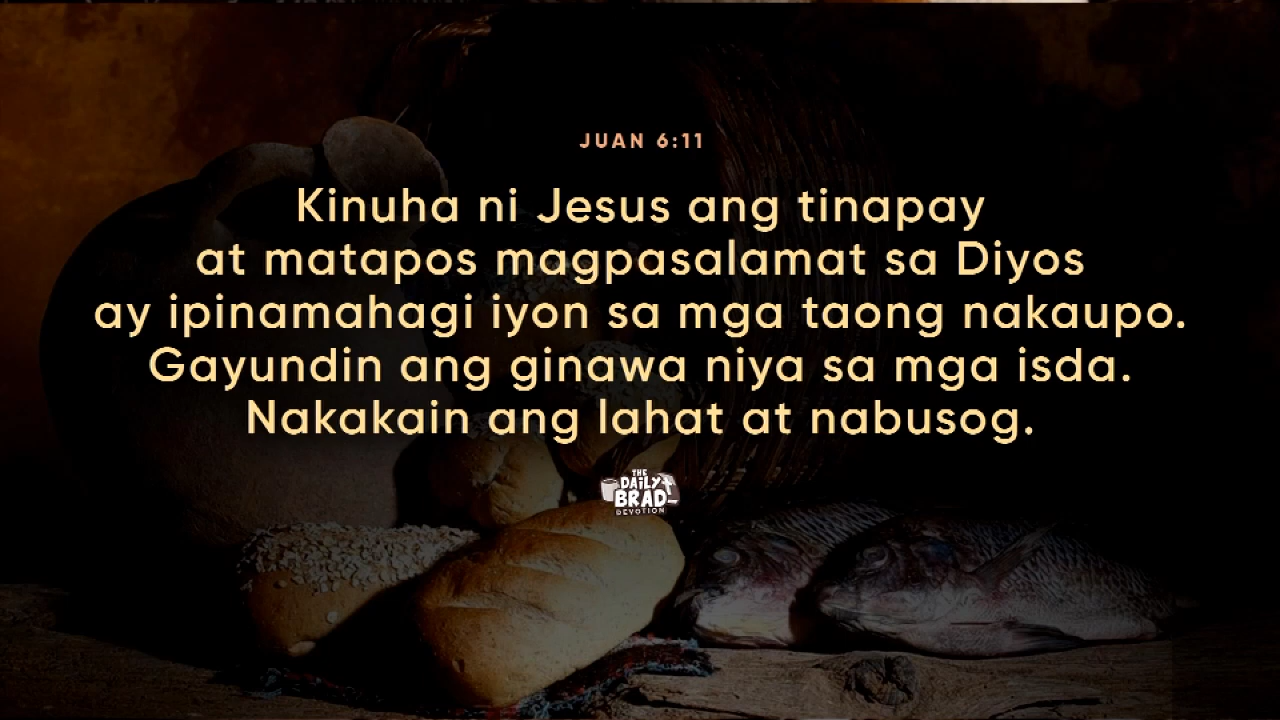 JUAN 6:11
Kinuha ni Jesus ang tinapay
at matapos magpasalamat sa Diyos
ay ipinamahagi iyon sa mga taong nakaupo.
Gayundin ang ginawa niya sa mga isda.
Nakakain ang lahat at nabusog.
THE
DAILY
BRAD
DEVOTION